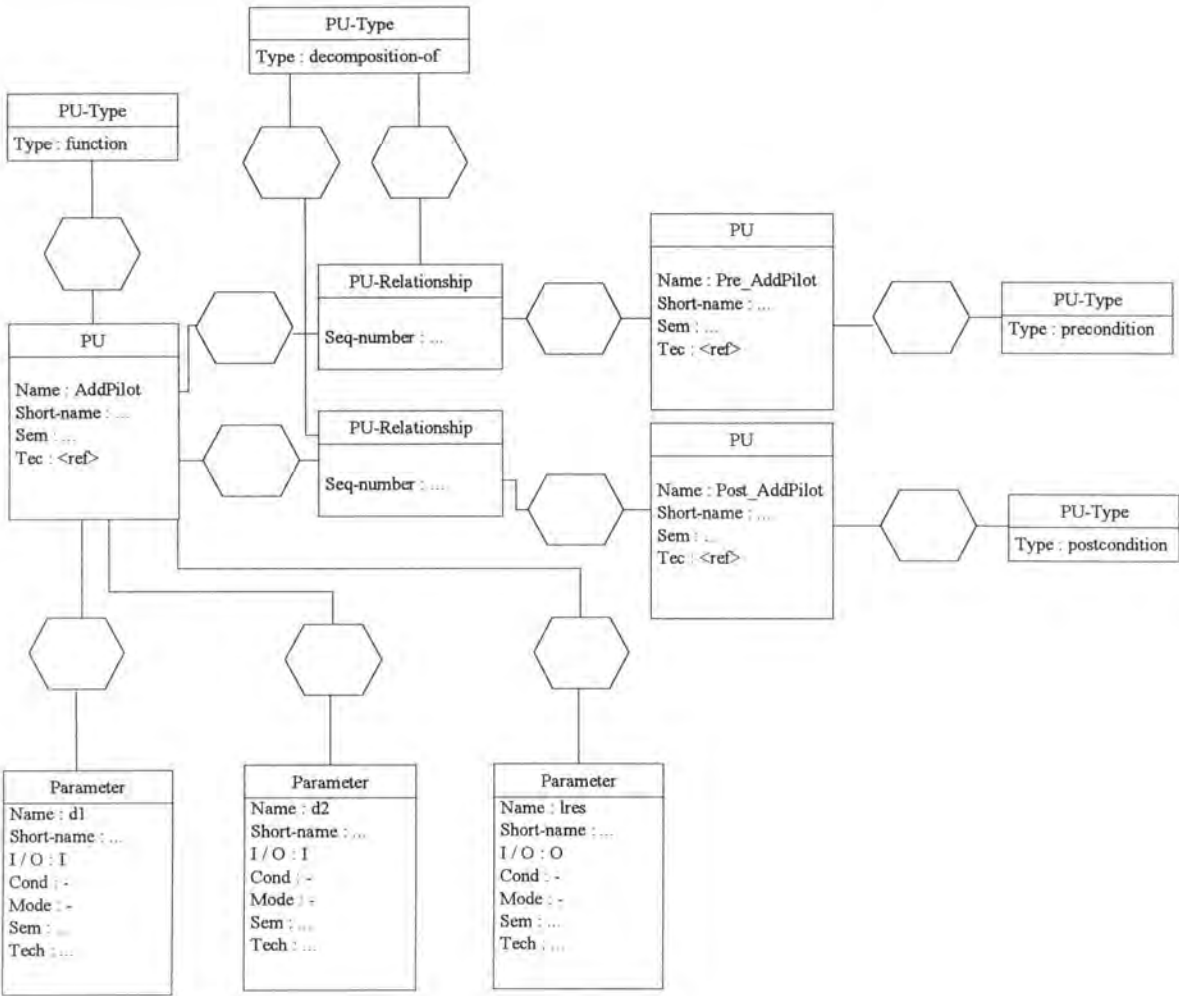 PU-Type
Type : decomposition-of
PU-Type
Type : function
PU
Name : AddPilot
Short-name : ...
Sem : ...
Tec : <ref>
PU-Relationship
Seq-number : ...
PU-Relationship
Seq-number : ....
PU
Name : Pre_AddPilot
Short-name : ...
Sem : ...
Tec : <ref>
PU-Type
Type : precondition
PU
Name : Post_AddPilot
Short-name : ...
Sem : ...
Tec : <ref>
PU-Type
Type : postcondition
Parameter
Name : d1
Short-name : ...
I / O : I
Cond : -
Mode : -
Sem : ...
Tech : ...
Parameter
Name : d2
Short-name : ...
I / O : I
Cond : -
Mode : -
Sem : ...
Tech : ...
Parameter
Name : lres
Short-name : ...
I / O : O
Cond : -
Mode : -
Sem : ...
Tech : ...